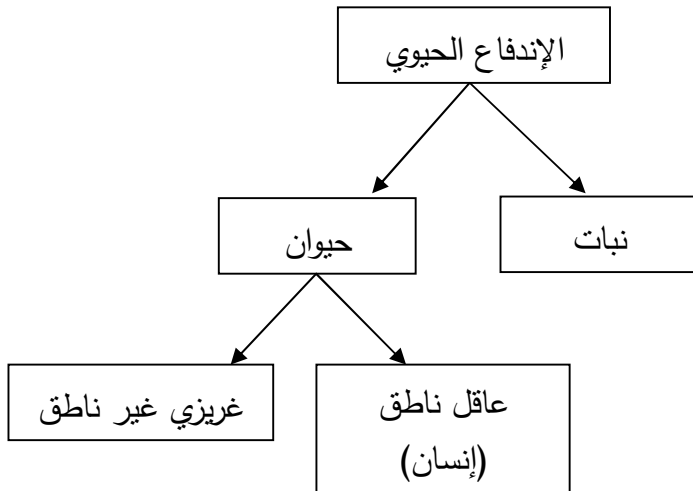 الإندفاع الحيوي
نبات
حيوان
عاقل ناطق
(إنسان)
غريزي غير ناطق